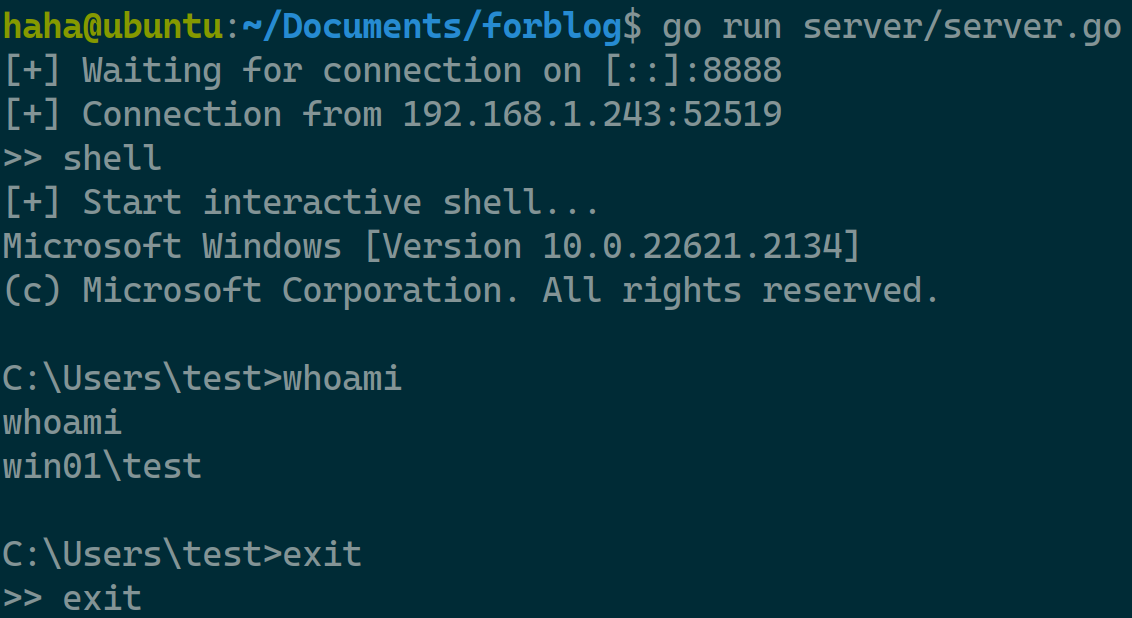 haha@ubuntu:~/Documents/forblog$ go run server/server.go
[+] Waiting for connection on [::]:8888
[+] Connection from 192.168.1.243:52519
>> shell
[+] Start interactive shell...
Microsoft Windows [Version 10.0.22621.2134]
(c) Microsoft Corporation. All rights reserved.
C:\Users\test>whoami
whoami
win01\test
C:\Users\test>exit
>> exit